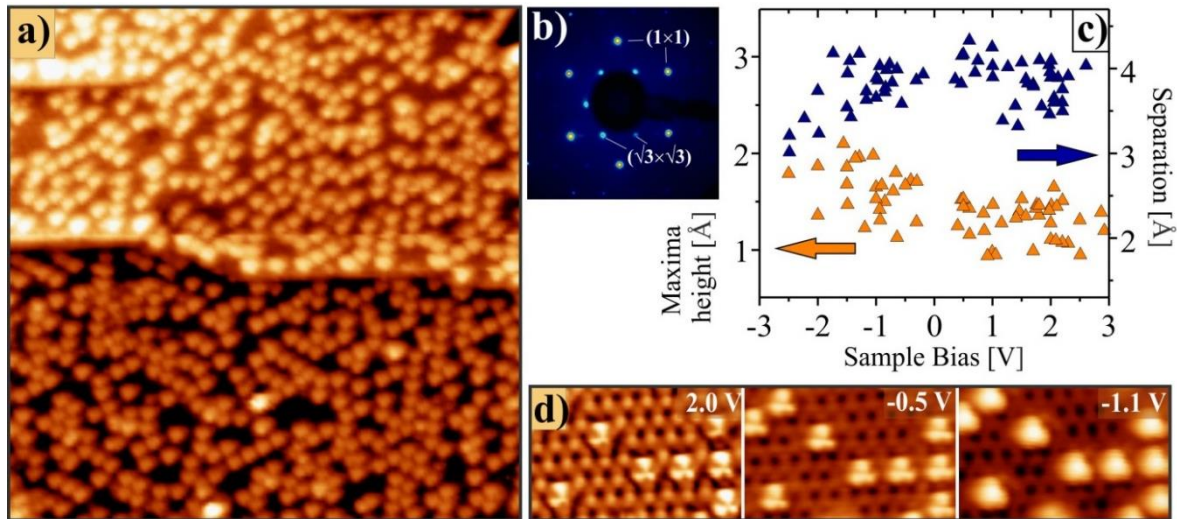 a)
b)
(1×1)
(√3×√3)
c)
3
2
1
Maxima
height [Å]
4
3
2
Separation [Å]
-3 -2 -1 0 1 2 3
Sample Bias [V]
d)
2.0 V
-0.5 V
-1.1 V